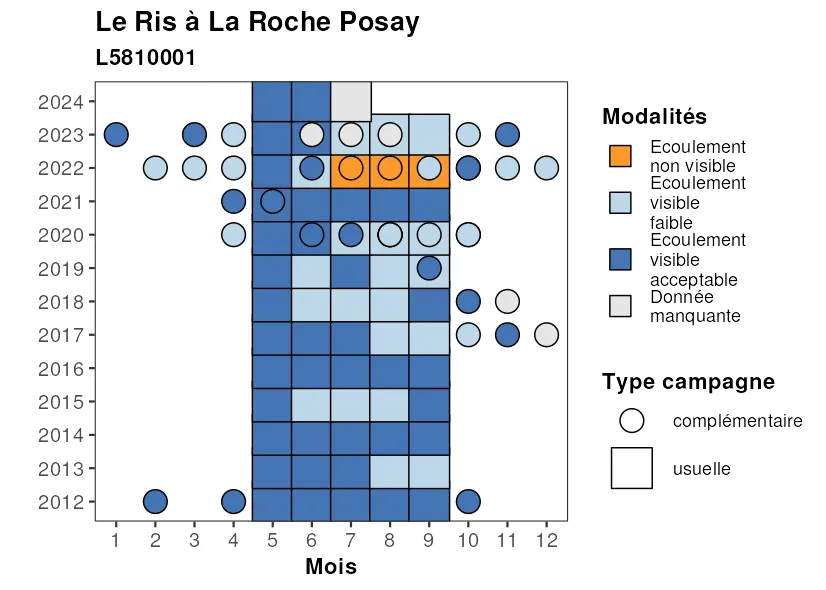 Le Ris à La Roche Posay
L5810001
2024
2023
2022
2021
2020
2019
2018
2017
2016
2015
2014
2013
2012
1 2 3 4 5 6 7 8 9 10 11 12
Mois
Modalités
Ecoulement
non visible
Ecoulement
visible
faible
Ecoulement
visible
acceptable
Donnée
manquante
Type campagne
complémentaire
usuelle